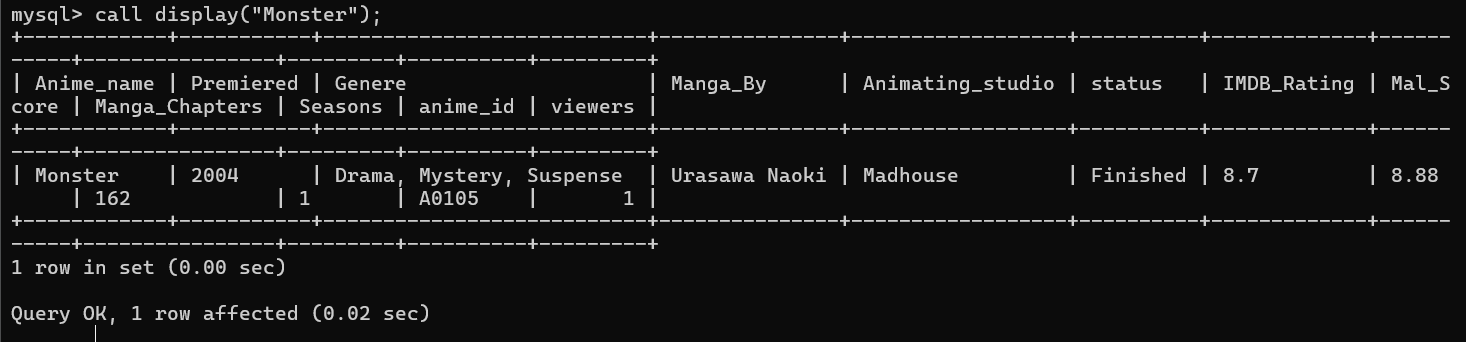 mysql> call display("Monster");
+------------+-----------+-------------------------+---------------+-------------------+----------+-------------+------
-----+----------------+---------+----------+---------+
| Anime_name | Premiered | Genere                  | Manga_By      | Animating_studio | status   | IMDB_Rating | Mal_S
core | Manga_Chapters | Seasons | anime_id | viewers |
+------------+-----------+-------------------------+---------------+-------------------+----------+-------------+------
-----+----------------+---------+----------+---------+
| Monster    | 2004      | Drama, Mystery, Suspense  | Urasawa Naoki | Madhouse         | Finished | 8.7         | 8.88
     | 162            | 1       | A0105    |       1 |
+------------+-----------+-------------------------+---------------+-------------------+----------+-------------+------
-----+----------------+---------+----------+---------+
1 row in set (0.00 sec)
Query OK, 1 row affected (0.02 sec)